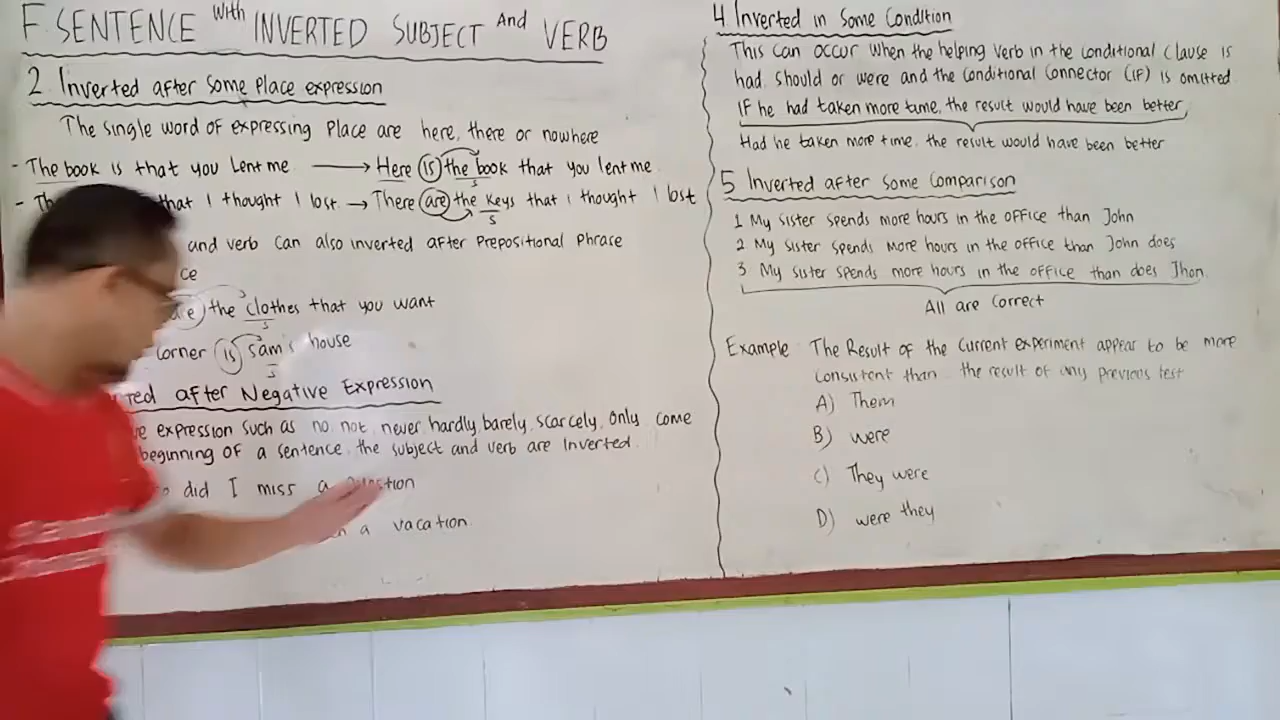 F. SENTENCE with INVERTED SUBJECT And VERB
2. Inverted after Some Place expression
The single word of expressing Place are here, there or nowhere
- The book is that you Lent me → Here is the book that you lent me.
S
- that I thought I lost → There are the keys that I thought I lost
S
and verb can also inverted after Prepositional Phrase
the clothes that you want
S
corner is Sam's house
S
after Negative Expression
expression such as no, not, never, hardly, barely, scarcely, only come
beginning of a sentence, the subject and verb are inverted.
did I miss a
a vacation.
4 Inverted in Some Condition
This can occur when the helping verb in the conditional clause is
had should or were and the conditional connector (IF) is omitted
IF he had taken more time, the result would have been better,
Had he taken more time, the result would have been better
5 Inverted after Some Comparison
1 My sister spends more hours in the office than John
2 My sister spends more hours in the office than John does
3 My sister spends more hours in the office than does Jhon.
All are Correct
Example The Result of the current experiment appear to be more
consistent than the result of any previous test
A) Them
B) were
C) They were
D) were they